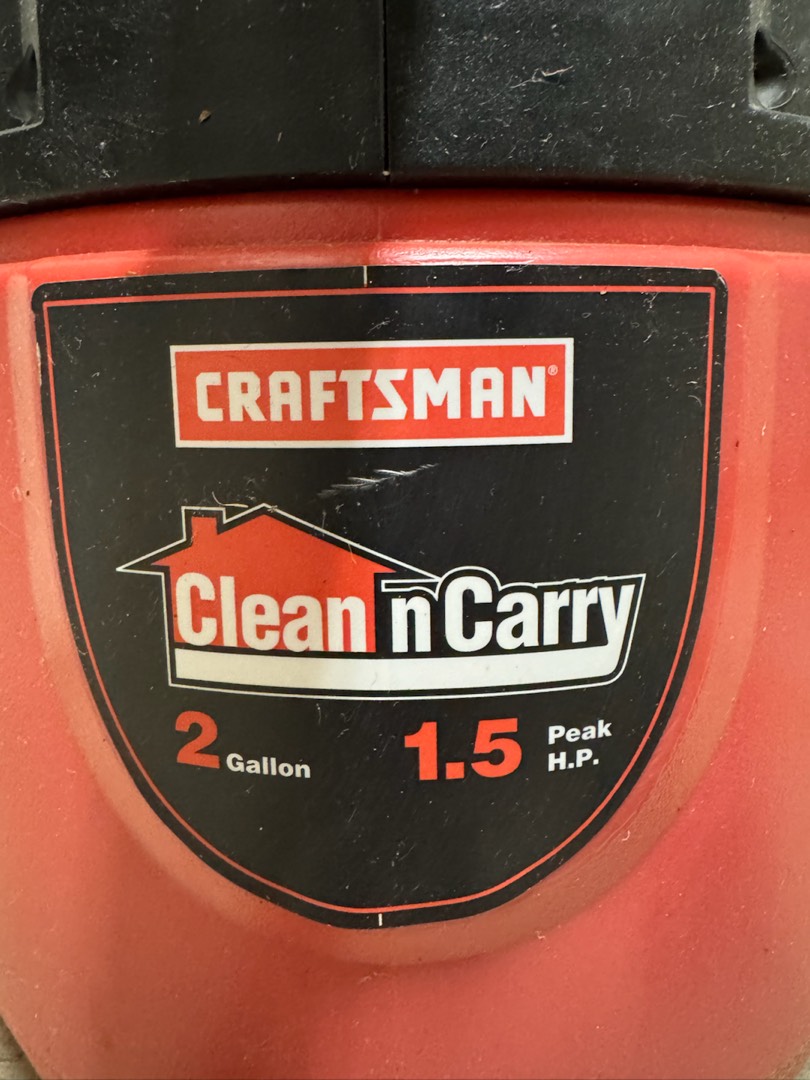 CRAFTSMAN®
Clean n Carry
2 Gallon 1.5 Peak H.P.